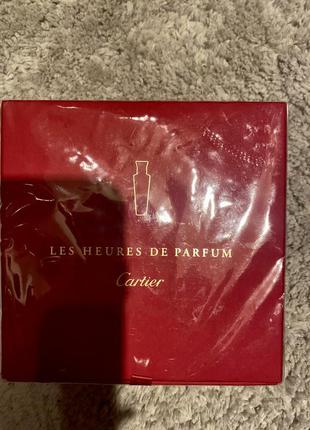 LES HEURES DE PARFUM
Cartier